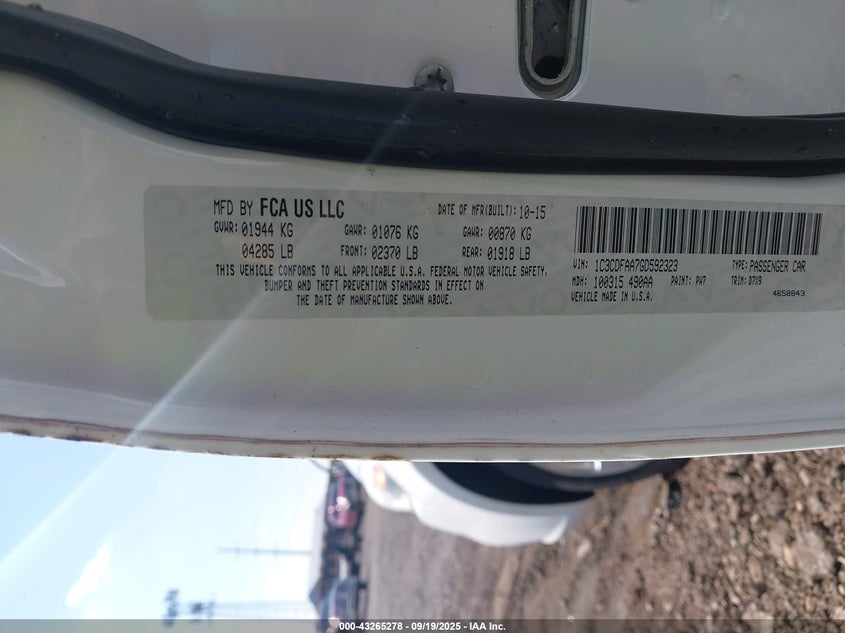 MFD BY FCA US LLC DATE OF MFR(BUILT): 10-15
GVWR: 01944 KG GAWR: 01076 KG GAWR: 00870 KG
04285 LB FRONT: 02370 LB REAR: 01918 LB
THIS VEHICLE CONFORMS TO ALL APPLICABLE U.S.A. FEDERAL MOTOR VEHICLE SAFETY,
BUMPER AND THEFT PREVENTION STANDARDS IN EFFECT ON
THE DATE OF MANUFACTURE SHOWN ABOVE.
VIN: 1C3CDFAA7GD592323 TYPE: PASSENGER CAR
MDH: 100315 490AA PAINT: PW7 TRIM: D7X9
VEHICLE MADE IN U.S.A. 4658843
000-43265278 - 09/19/2025 - IAA Inc.